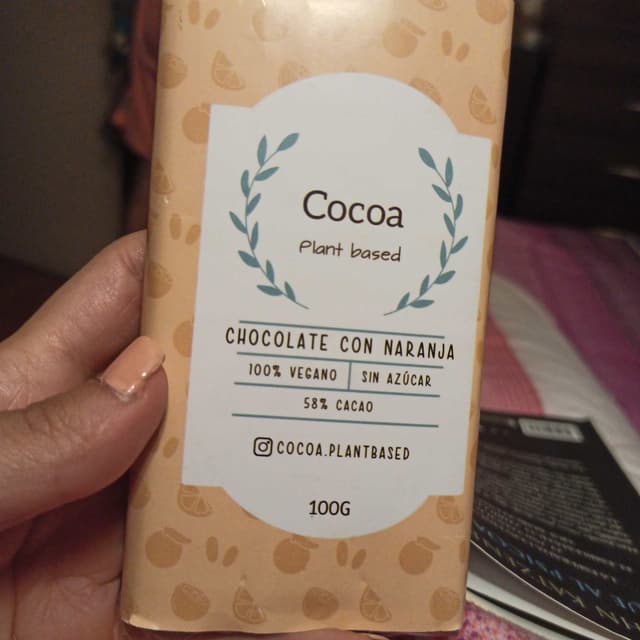 Cocoa
Plant based
CHOCOLATE CON NARANJA
100% VEGANO SIN AZÚCAR
58% CACAO
COCOA.PLANTBASED
100G